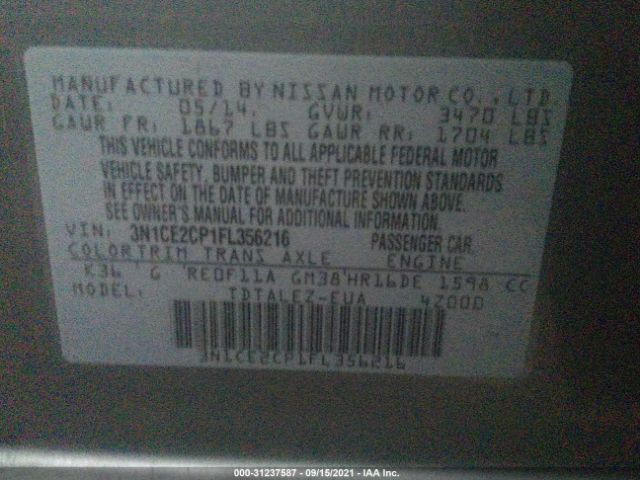 MANUFACTURED BY NISSAN MOTOR CO., LTD.
DATE: 05/14. GVWR: 3470 LBS
GAWR FR: 1867 LBS GAWR RR: 1704 LBS
THIS VEHICLE CONFORMS TO ALL APPLICABLE FEDERAL MOTOR
VEHICLE SAFETY, BUMPER AND THEFT PREVENTION STANDARDS
IN EFFECT ON THE DATE OF MANUFACTURE SHOWN ABOVE.
SEE OWNER'S MANUAL FOR ADDITIONAL INFORMATION.
VIN: 3N1CE2CP1FL356216 PASSENGER CAR
COLOR TRIM TRANS AXLE ENGINE
K36 G RE0F11A GM38 HR16DE 1598 CC
MODEL: TDTALEZ-EUA 4Z000
3N1CE2CP1FL356216
000-31237587 - 09/15/2021 - IAA Inc.